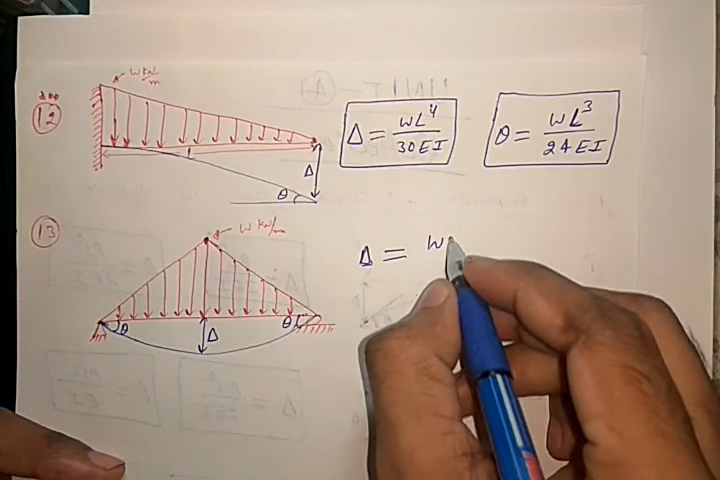 (12) w kN/m
L
Δ
θ
Δ = wL⁴/30EI
θ = wL³/24EI
(13) w kN/m
θ θ
Δ
Δ = w